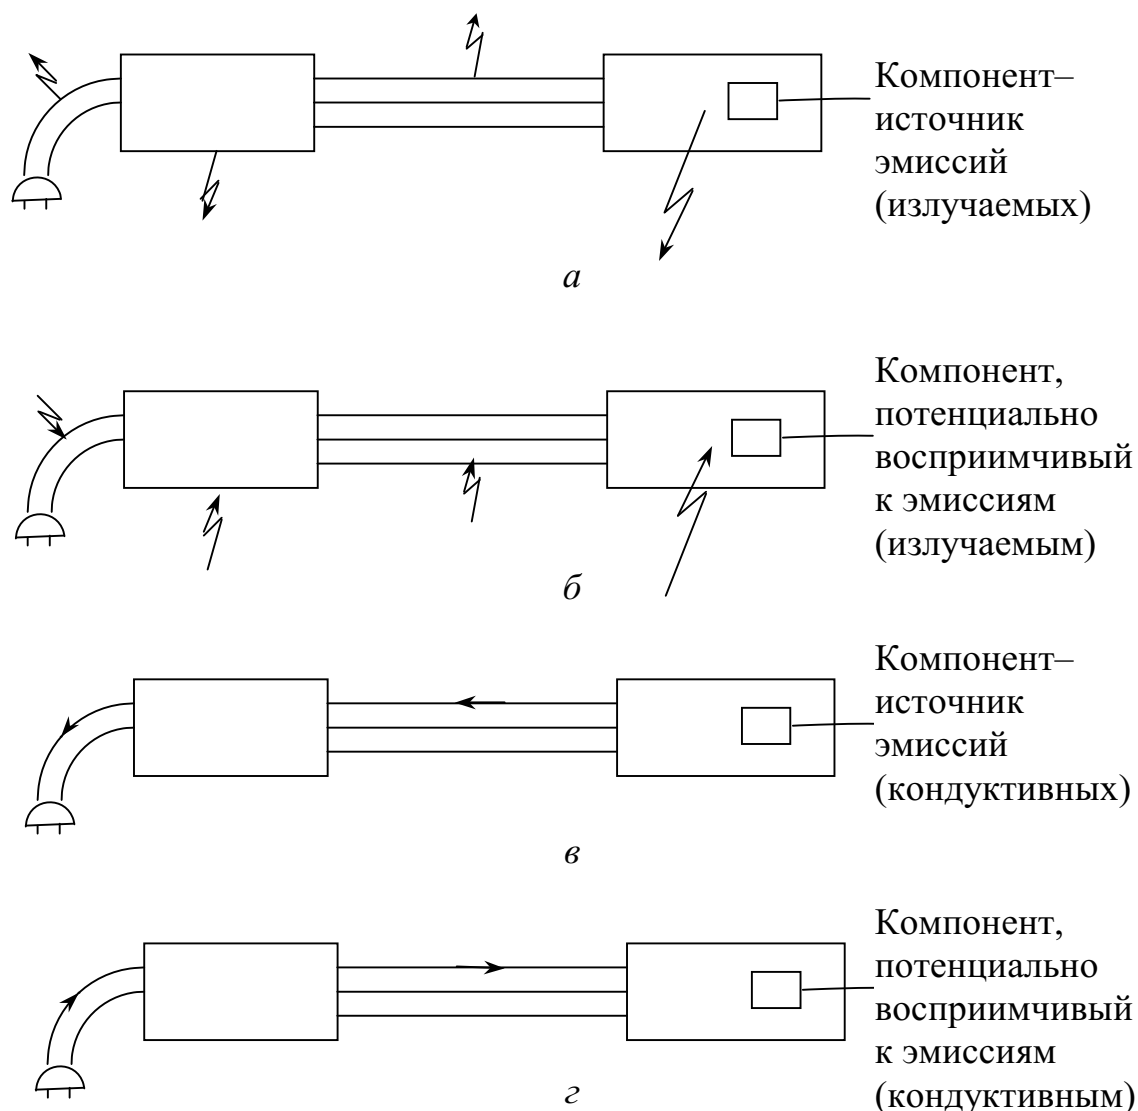 Компонент–
источник
эмиссий
(излучаемых)
а
Компонент,
потенциально
восприимчивый
к эмиссиям
(излучаемым)
б
Компонент–
источник
эмиссий
(кондуктивных)
в
Компонент,
потенциально
восприимчивый
к эмиссиям
(кондуктивным)
г